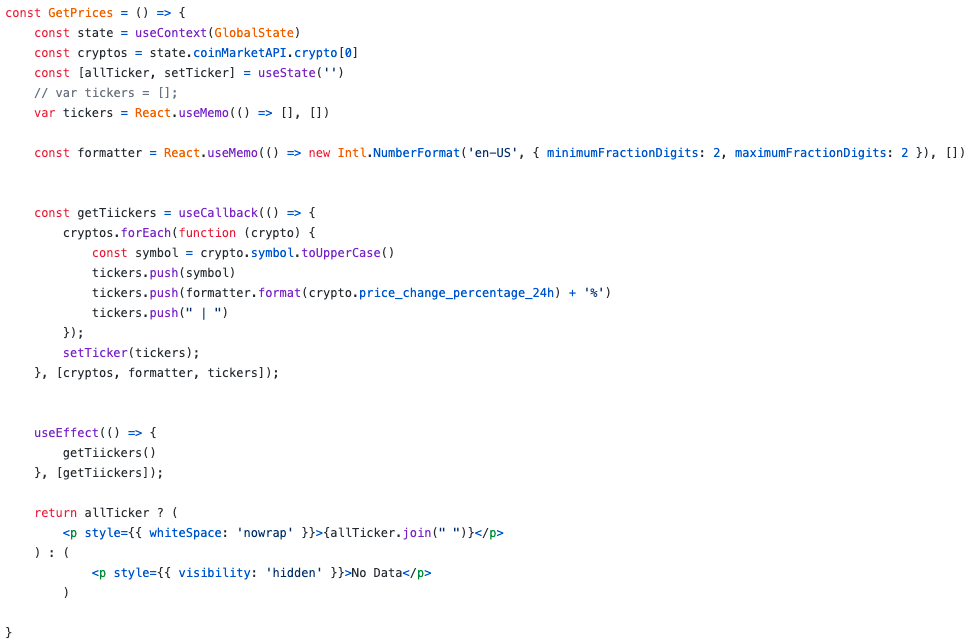 const GetPrices = () => {
    const state = useContext(GlobalState)
    const cryptos = state.coinMarketAPI.crypto[0]
    const [allTicker, setTicker] = useState('')
    // var tickers = [];
    var tickers = React.useMemo(() => [], [])

    const formatter = React.useMemo(() => new Intl.NumberFormat('en-US', { minimumFractionDigits: 2, maximumFractionDigits: 2 }), [])


    const getTiickers = useCallback(() => {
        cryptos.forEach(function (crypto) {
            const symbol = crypto.symbol.toUpperCase()
            tickers.push(symbol)
            tickers.push(formatter.format(crypto.price_change_percentage_24h) + '%')
            tickers.push(" | ")
        });
        setTicker(tickers);
    }, [cryptos, formatter, tickers]);


    useEffect(() => {
        getTiickers()
    }, [getTiickers]);

    return allTicker ? (
        <p style={{ whiteSpace: 'nowrap' }}>{allTicker.join(" ")}</p>
    ) : (
            <p style={{ visibility: 'hidden' }}>No Data</p>
        )

}